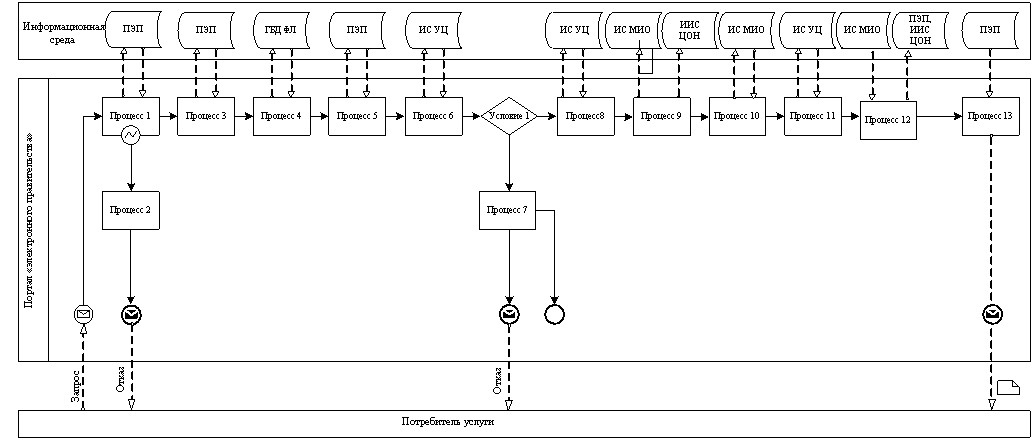 Информационная
среда
ПЭП
ПЭП
ГБД ФЛ
ПЭП
ИС УЦ
ИС УЦ
ИС МИО
ИИС
ЦОН
ИС МИО
ИС УЦ
ИС МИО
ПЭП,
ИИС
ЦОН
ПЭП
Портал «электронного правительства»
Процесс 1
Процесс 3
Процесс 4
Процесс 5
Процесс 6
Условие 1
Процесс8
Процесс 9
Процесс 10
Процесс 11
Процесс 12
Процесс 13
Процесс 2
Процесс 7
Запрос
Отказ
Отказ
Потребитель услуги